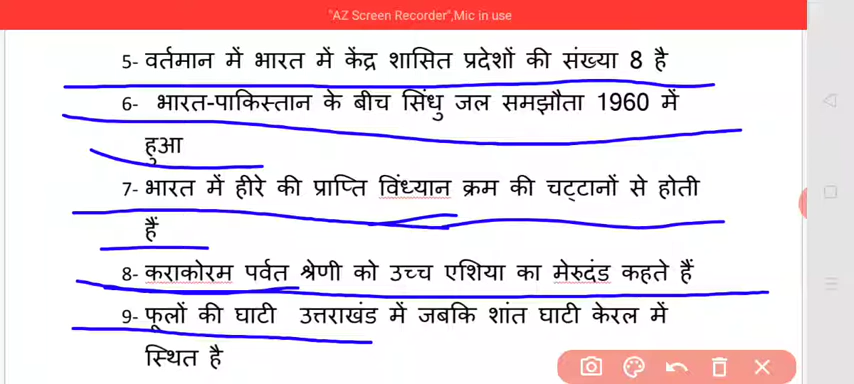 "AZ Screen Recorder",Mic in use
5- वर्तमान में भारत में केंद्र शासित प्रदेशों की संख्या 8 है
6- भारत-पाकिस्तान के बीच सिंधु जल समझौता 1960 में
हुआ
7- भारत में हीरे की प्राप्ति विंध्यान क्रम की चट्टानों से होती
हैं
8- कराकोरम पर्वत श्रेणी को उच्च एशिया का मेरुदंड कहते हैं
9- फूलों की घाटी उत्तराखंड में जबकि शांत घाटी केरल में
स्थित है